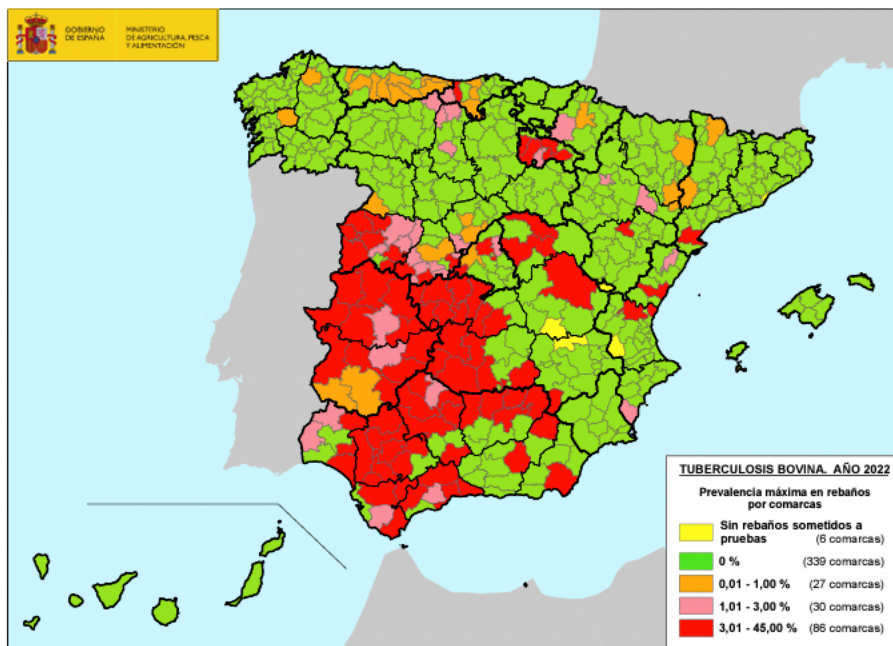 GOBIERNO
DE ESPAÑA
MINISTERIO
DE AGRICULTURA, PESCA
Y ALIMENTACIÓN
TUBERCULOSIS BOVINA. AÑO 2022
Prevalencia máxima en rebaños
por comarcas
Sin rebaños sometidos a
pruebas (6 comarcas)
0 % (339 comarcas)
0,01 - 1,00 % (27 comarcas)
1,01 - 3,00 % (30 comarcas)
3,01 - 45,00 % (86 comarcas)